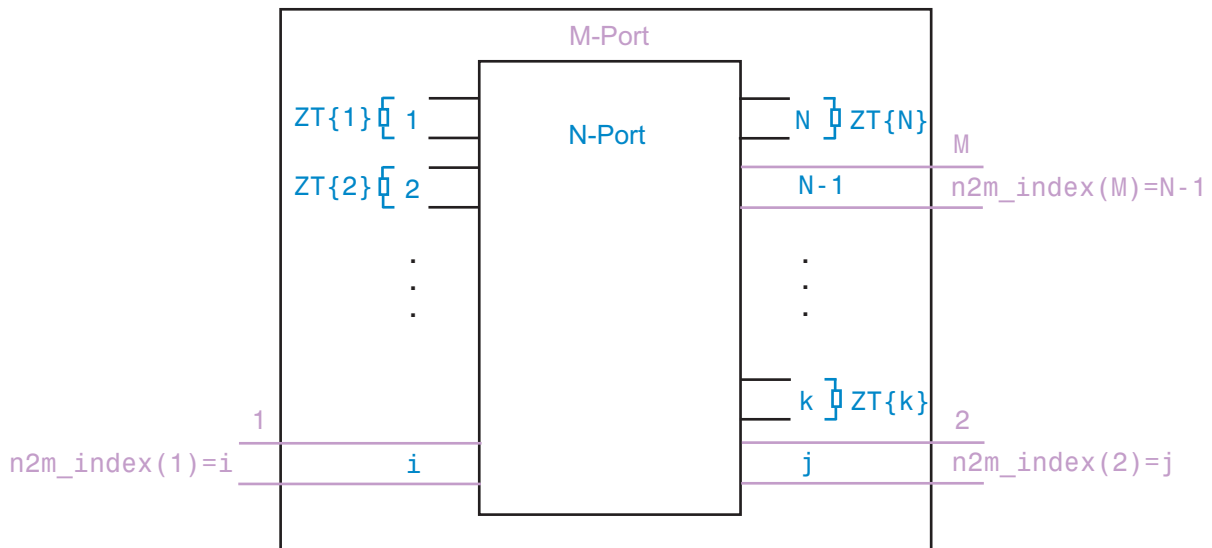 M-Port
ZT{1} 1
N-Port
N ZT{N}
M
ZT{2} 2
N-1
n2m_index(M)=N-1
.
.
.
.
.
.
k ZT{k}
1
2
n2m_index(1)=i
i
j
n2m_index(2)=j